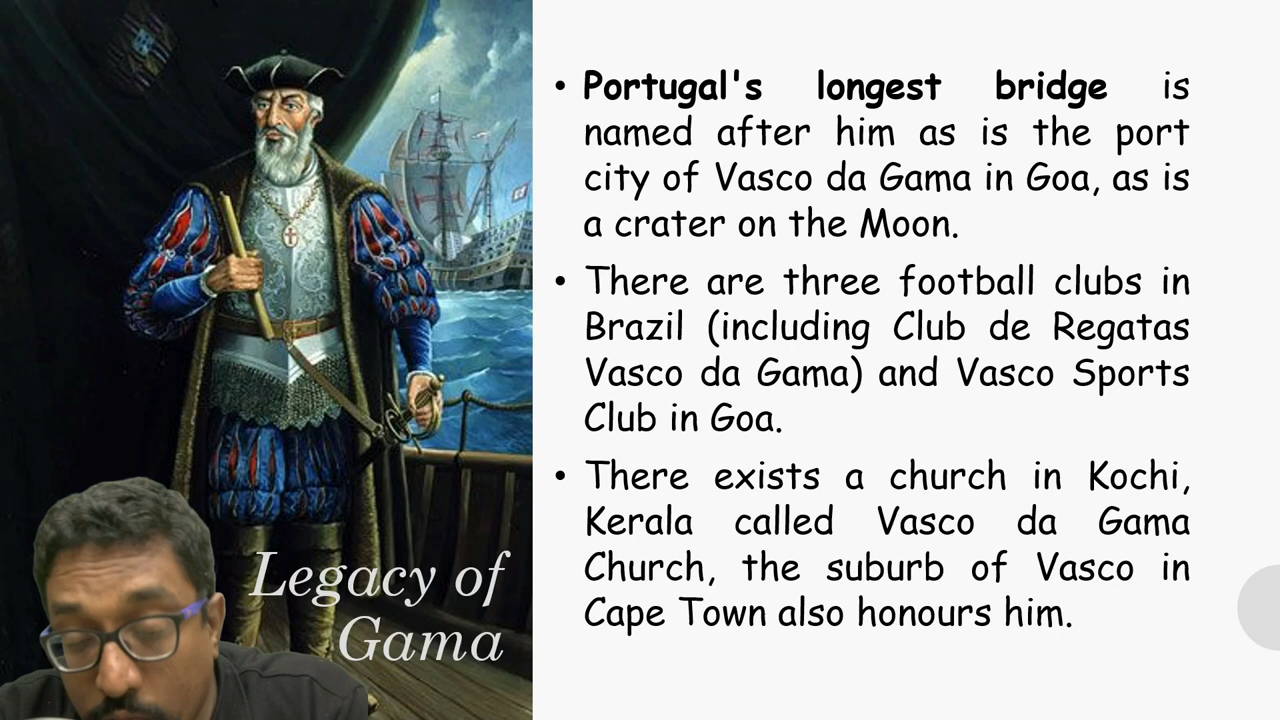 Legacy of
Gama
• Portugal's longest bridge is
named after him as is the port
city of Vasco da Gama in Goa, as is
a crater on the Moon.
• There are three football clubs in
Brazil (including Club de Regatas
Vasco da Gama) and Vasco Sports
Club in Goa.
• There exists a church in Kochi,
Kerala called Vasco da Gama
Church, the suburb of Vasco in
Cape Town also honours him.